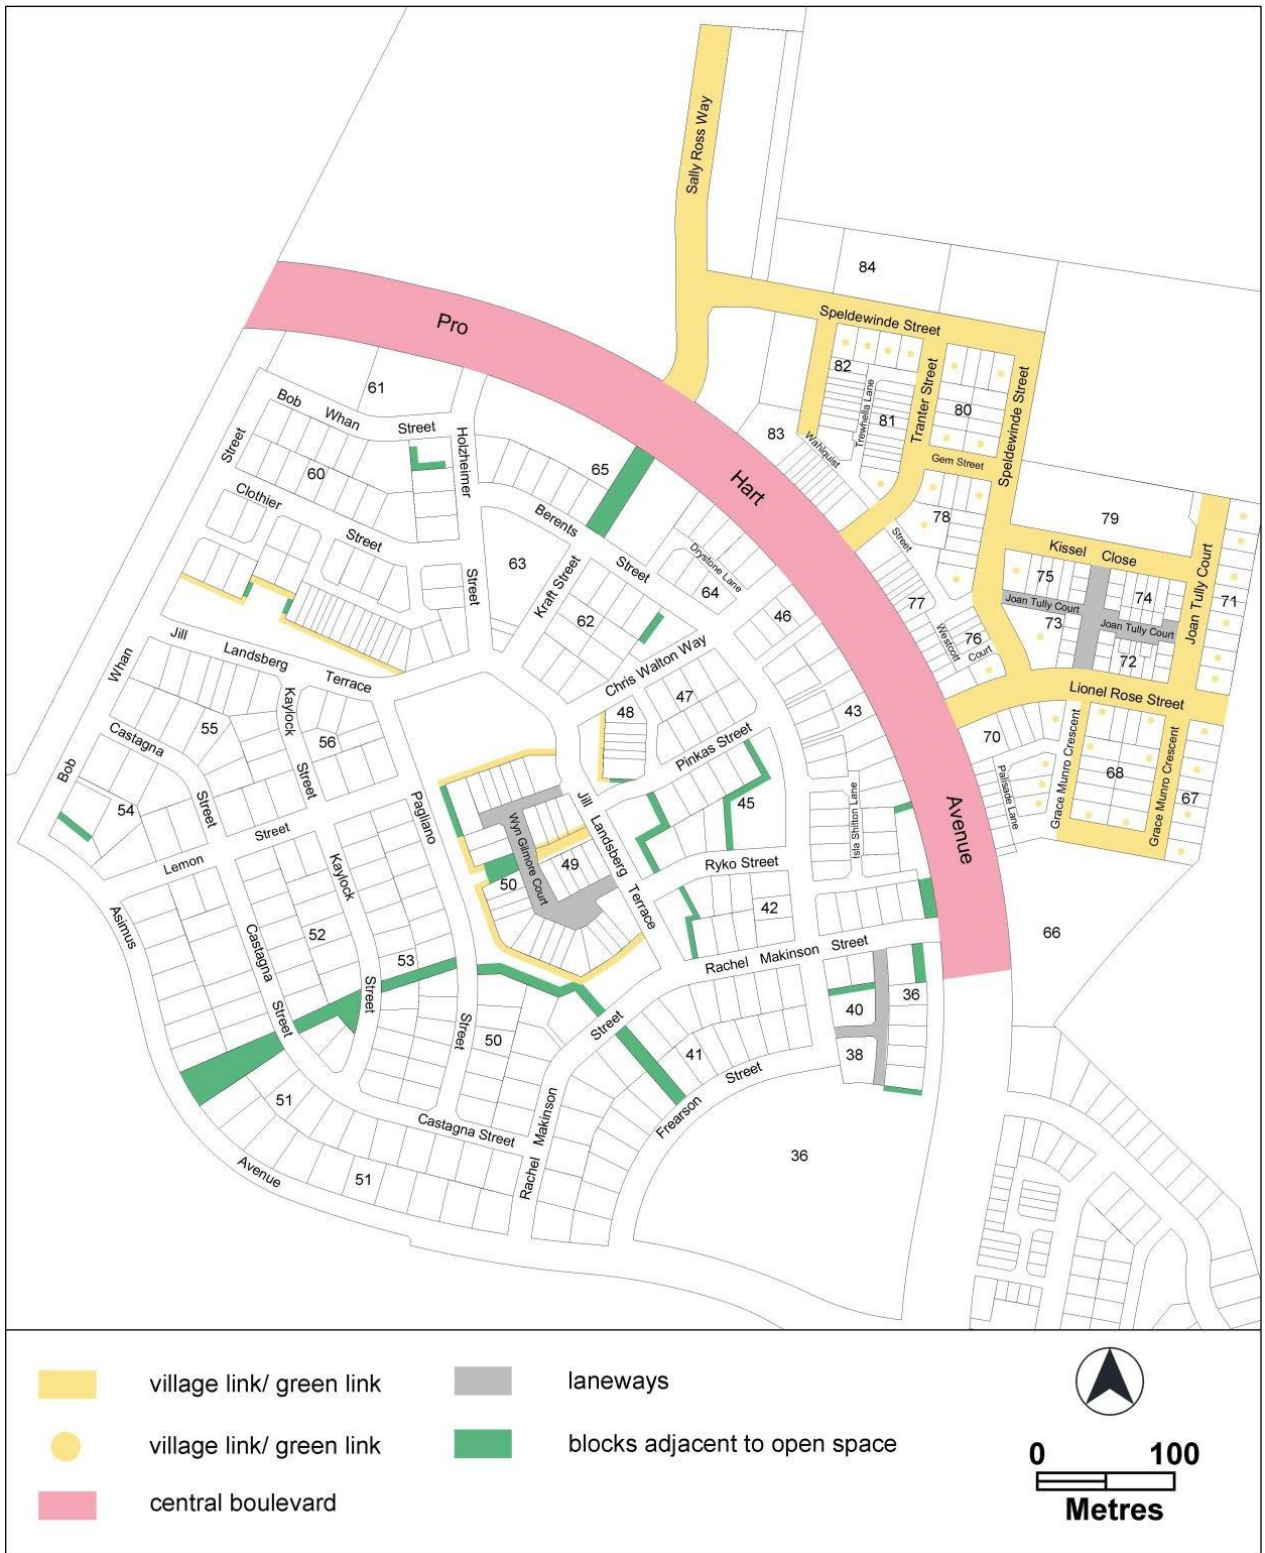 Sally Ross Way
84
Speldewinde Street
Pro
Hart
Avenue
61
Bob Whan Street
Holzheimer
Street
82
Trewhella Lane
81
Tranter Street
80
Speldewinde Street
83
Wahlquist
Street
Gem Street
65
60
Clothier
Street
Street
Berents
Street
Drystone Lane
64
63
Kraft Street
62
78
79
Kissel Close
75
74
Joan Tully Court
Joan Tully Court
73
72
Joan Tully Court
71
77
76
Westcott
Court
46
Chris Walton Way
Lionel Rose Street
Jill
Landsberg
Terrace
Whan
Bob
Kaylock
Street
55
56
Castagna
Street
54
48
47
43
Pinkas Street
70
Palisade Lane
Grace Munro Crescent
68
Grace Munro Crescent
67
Pagliano
Street
Jill
Landsberg
Terrace
45
Isla Shilton Lane
Wyn Gilmore Court
49
50
Ryko Street
42
Lemon
Street
Kaylock
Street
Asimus
Avenue
Castagna
Street
52
53
Rachel Makinson Street
66
36
40
38
50
Street
41
Street
Frearson
51
Castagna Street
Rachel Makinson
51
36
village link/ green link
laneways
village link/ green link
blocks adjacent to open space
central boulevard
0 100
Metres